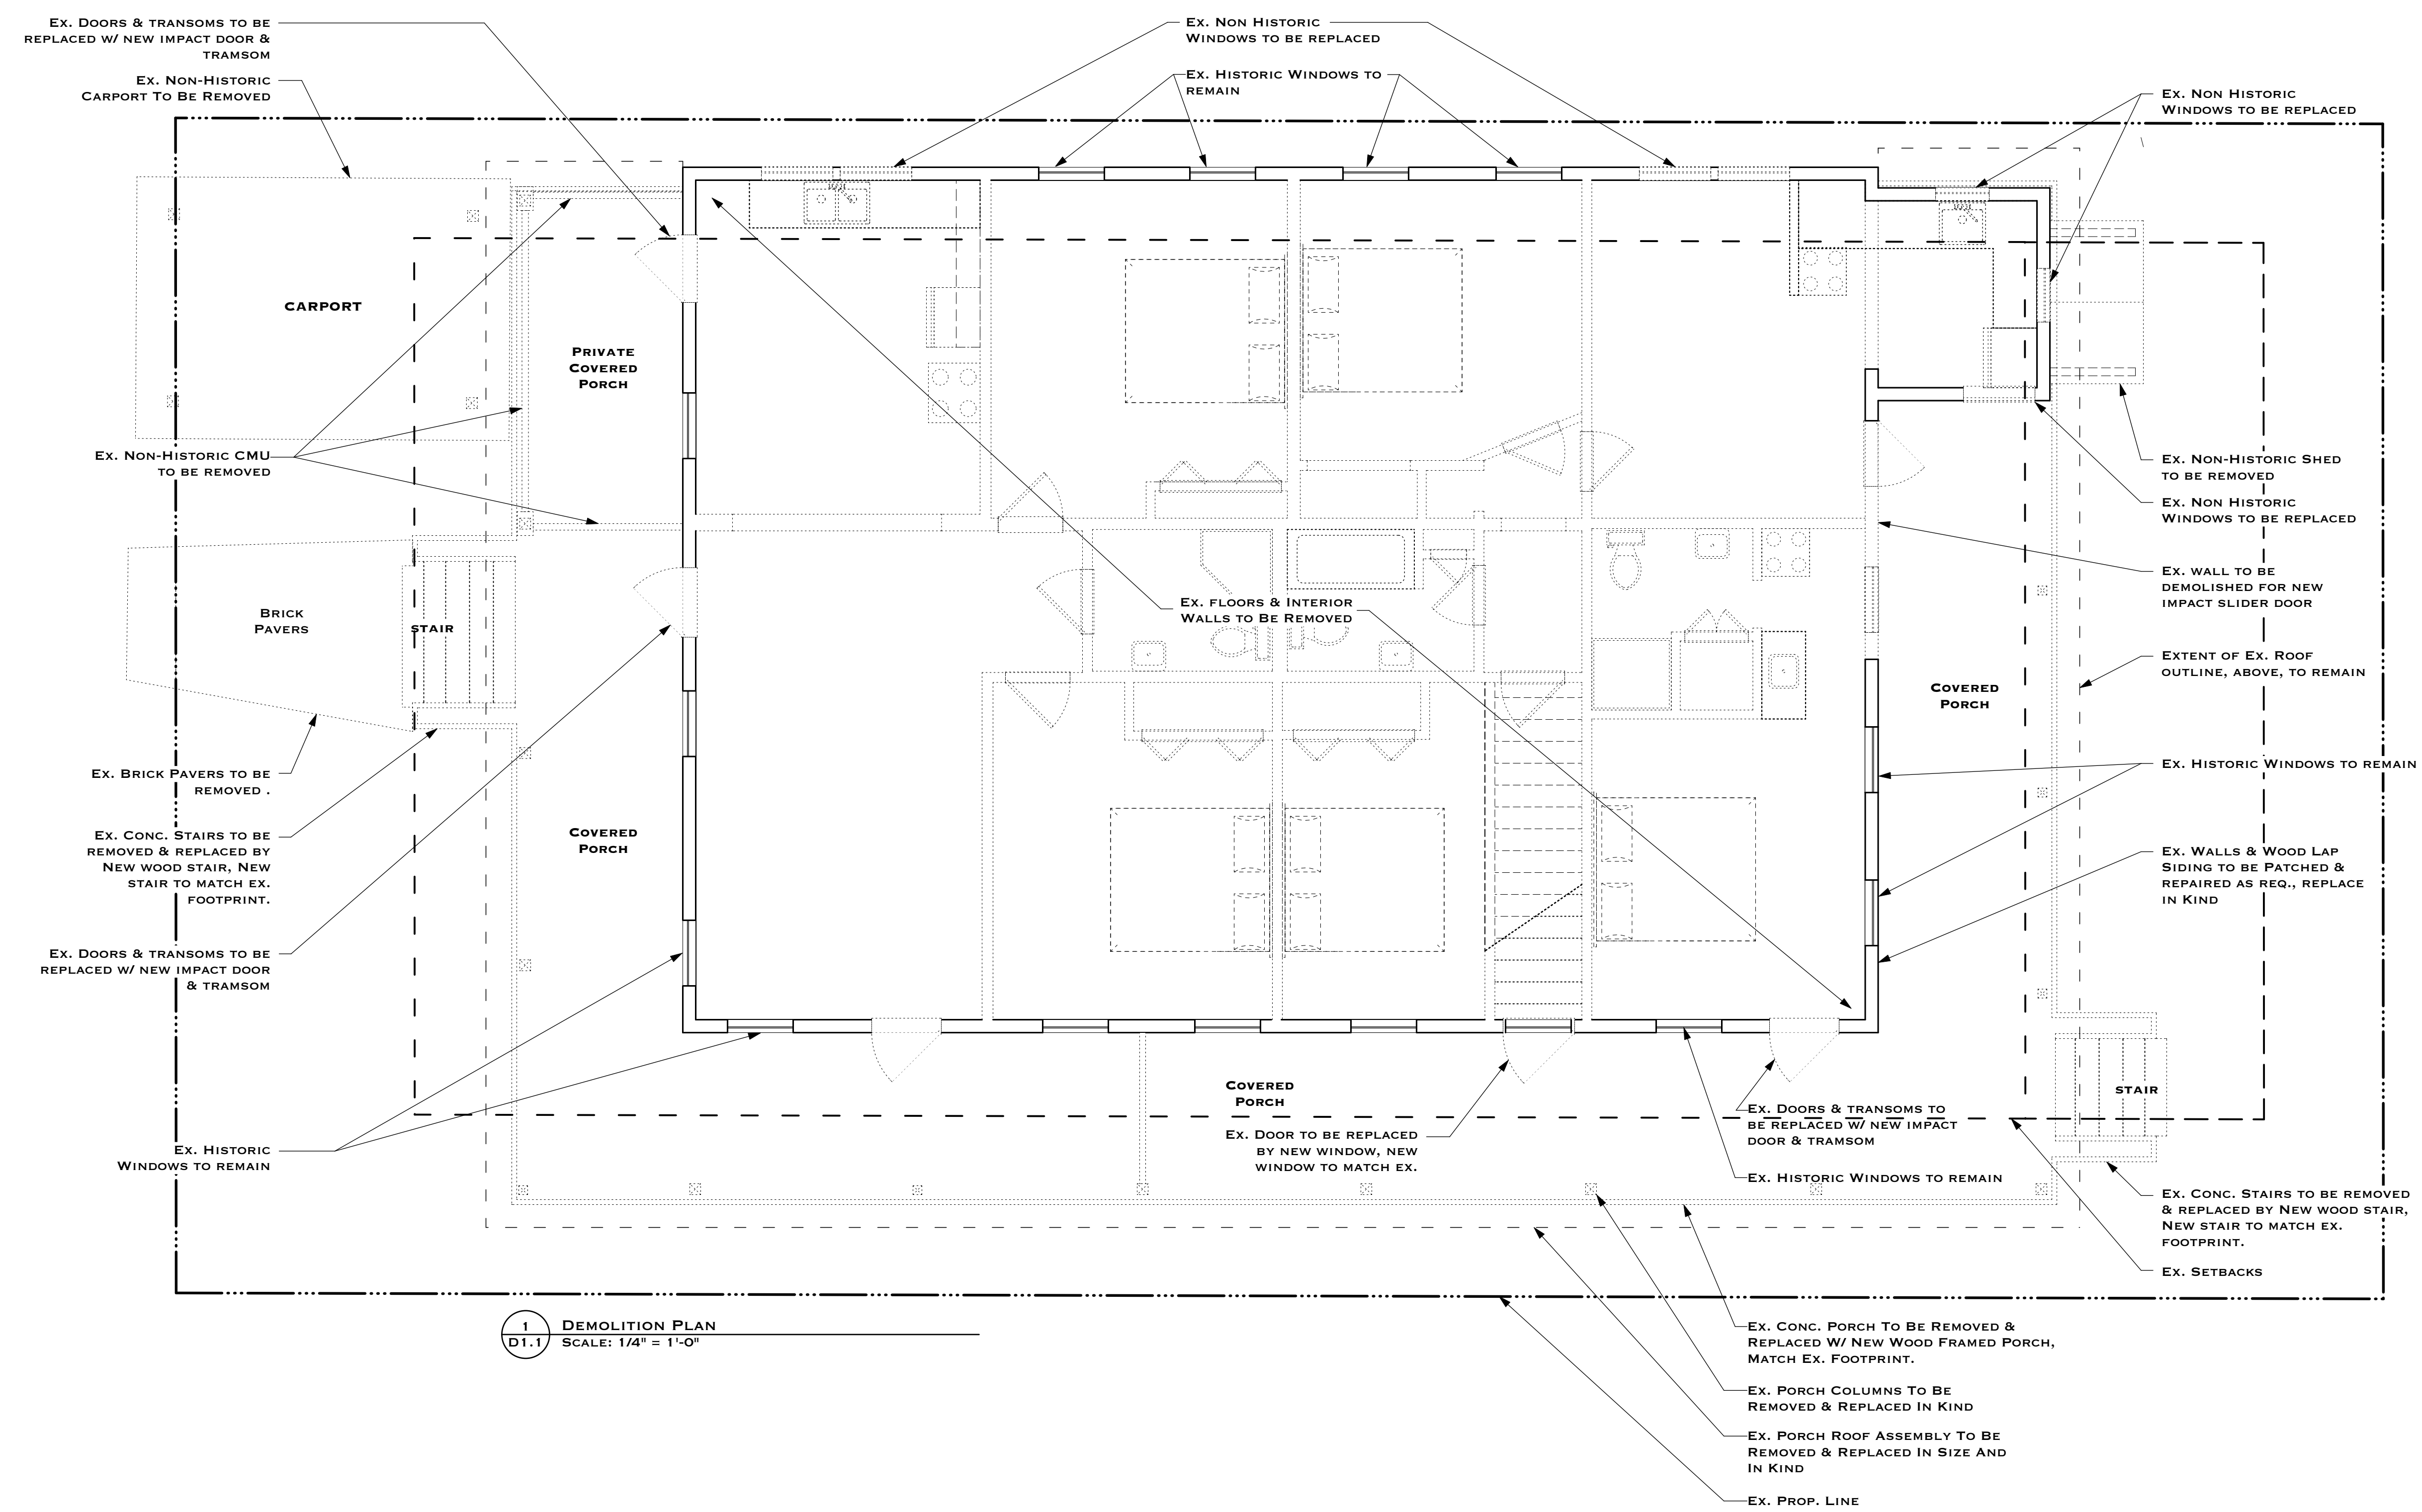 Ex. Doors & transoms to be
replaced w/ new impact door &
tramsom
Ex. Non-Historic
Carport To Be Removed
Ex. Non Historic
Windows to be replaced
Ex. Historic Windows to
remain
Ex. Non Historic
Windows to be replaced
CARPORT
Private
Covered
Porch
Ex. Non-Historic CMU
to be removed
Ex. Non-Historic Shed
to be removed
Ex. Non Historic
Windows to be replaced
Ex. wall to be
demolished for new
impact slider door
Brick
Pavers
STAIR
Ex. floors & Interior
Walls to Be Removed
Extent of Ex. Roof
outline, above, to remain
Covered
Porch
Ex. Brick Pavers to be
removed .
Ex. Historic Windows to remain
Ex. Conc. Stairs to be
removed & replaced by
New wood stair, New
stair to match ex.
footprint.
Covered
Porch
Ex. Walls & Wood Lap
Siding to be Patched &
repaired as req., replace
in Kind
Ex. Doors & transoms to be
replaced w/ new impact door
& tramsom
Covered
Porch
STAIR
Ex. Door to be replaced
by new window, new
window to match ex.
Ex. Doors & transoms to
be replaced w/ new impact
door & tramsom
Ex. Historic
Windows to remain
Ex. Historic Windows to remain
Ex. Conc. Stairs to be removed
& replaced by New wood stair,
New stair to match ex.
footprint.
Ex. Setbacks
1
D1.1
Demolition Plan
Scale: 1/4" = 1'-0"
Ex. Conc. Porch To Be Removed &
Replaced W/ New Wood Framed Porch,
Match Ex. Footprint.
Ex. Porch Columns To Be
Removed & Replaced In Kind
Ex. Porch Roof Assembly To Be
Removed & Replaced In Size And
In Kind
Ex. Prop. Line